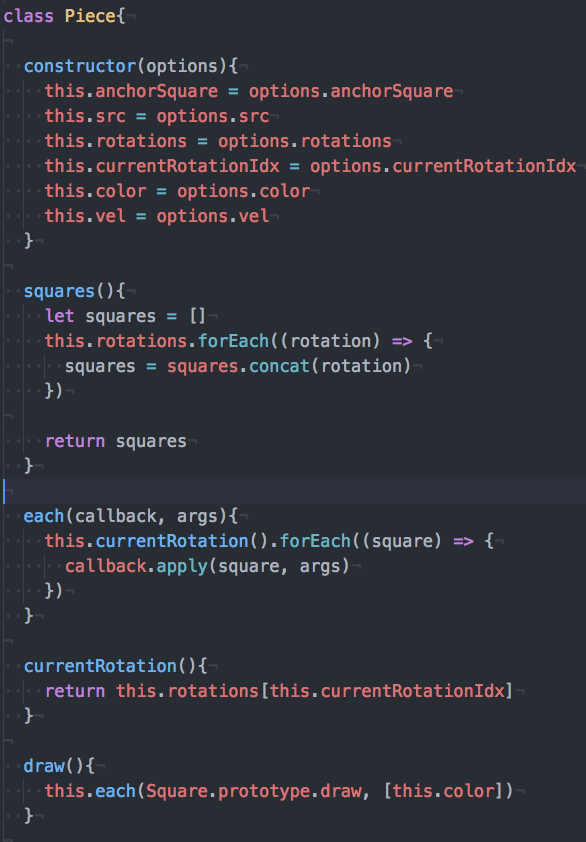 class Piece{
constructor(options){
this.anchorSquare = options.anchorSquare
this.src = options.src
this.rotations = options.rotations
this.currentRotationIdx = options.currentRotationIdx
this.color = options.color
this.vel = options.vel
}
squares(){
let squares = []
this.rotations.forEach((rotation) => {
squares = squares.concat(rotation)
})
return squares
}
each(callback, args){
this.currentRotation().forEach((square) => {
callback.apply(square, args)
})
}
currentRotation(){
return this.rotations[this.currentRotationIdx]
}
draw(){
this.each(Square.prototype.draw, [this.color])
}